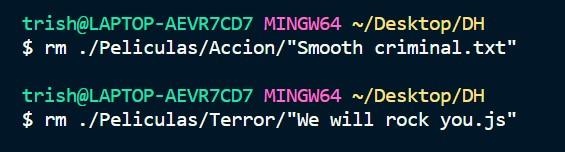 trish@LAPTOP-AEVR7CD7 MINGW64 ~/Desktop/DH
$ rm ./Peliculas/Accion/"Smooth criminal.txt"
trish@LAPTOP-AEVR7CD7 MINGW64 ~/Desktop/DH
$ rm ./Peliculas/Terror/"We will rock you.js"